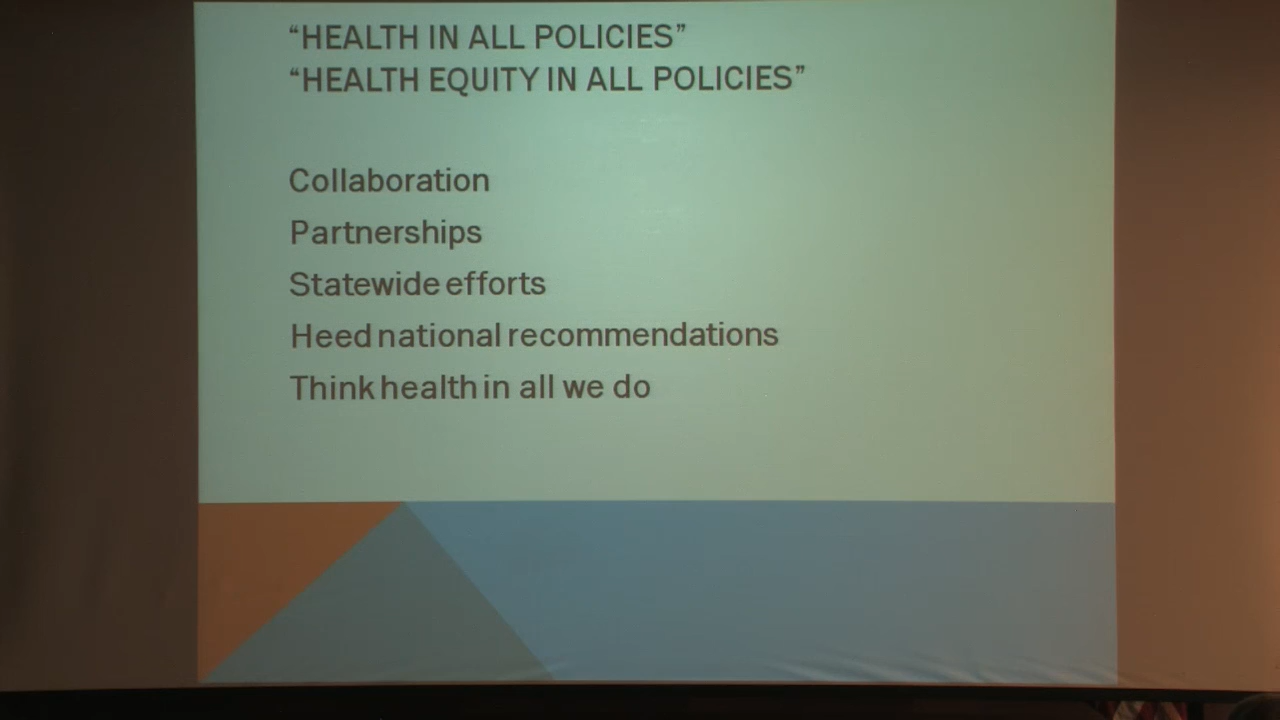 “HEALTH IN ALL POLICIES”
“HEALTH EQUITY IN ALL POLICIES”
Collaboration
Partnerships
Statewide efforts
Heed national recommendations
Think health in all we do